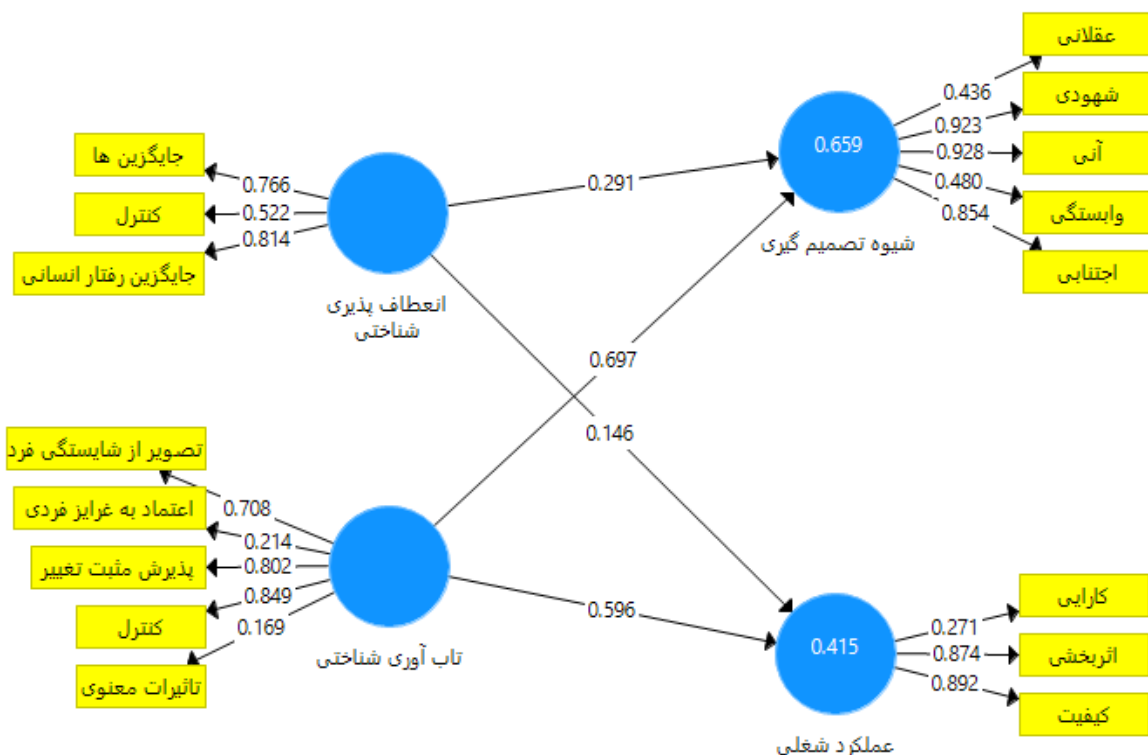 عقلانی
0.436
شهودی
0.923
آنی
0.928
وابستگی
0.480
اجتنابی
0.854
0.659
شیوه تصمیم گیری
جایگزین ها
0.766
کنترل
0.522
جایگزین رفتار انسانی
0.814
انعطاف پذیری
شناختی
0.291
0.697
0.146
0.596
تصویر از شایستگی فرد
0.708
اعتماد به غرایز فردی
0.214
پذیرش مثبت تغییر
0.802
کنترل
0.849
تاثیرات معنوی
0.169
تاب آوری شناختی
کارایی
0.271
اثربخشی
0.874
کیفیت
0.892
0.415
عملکرد شغلی